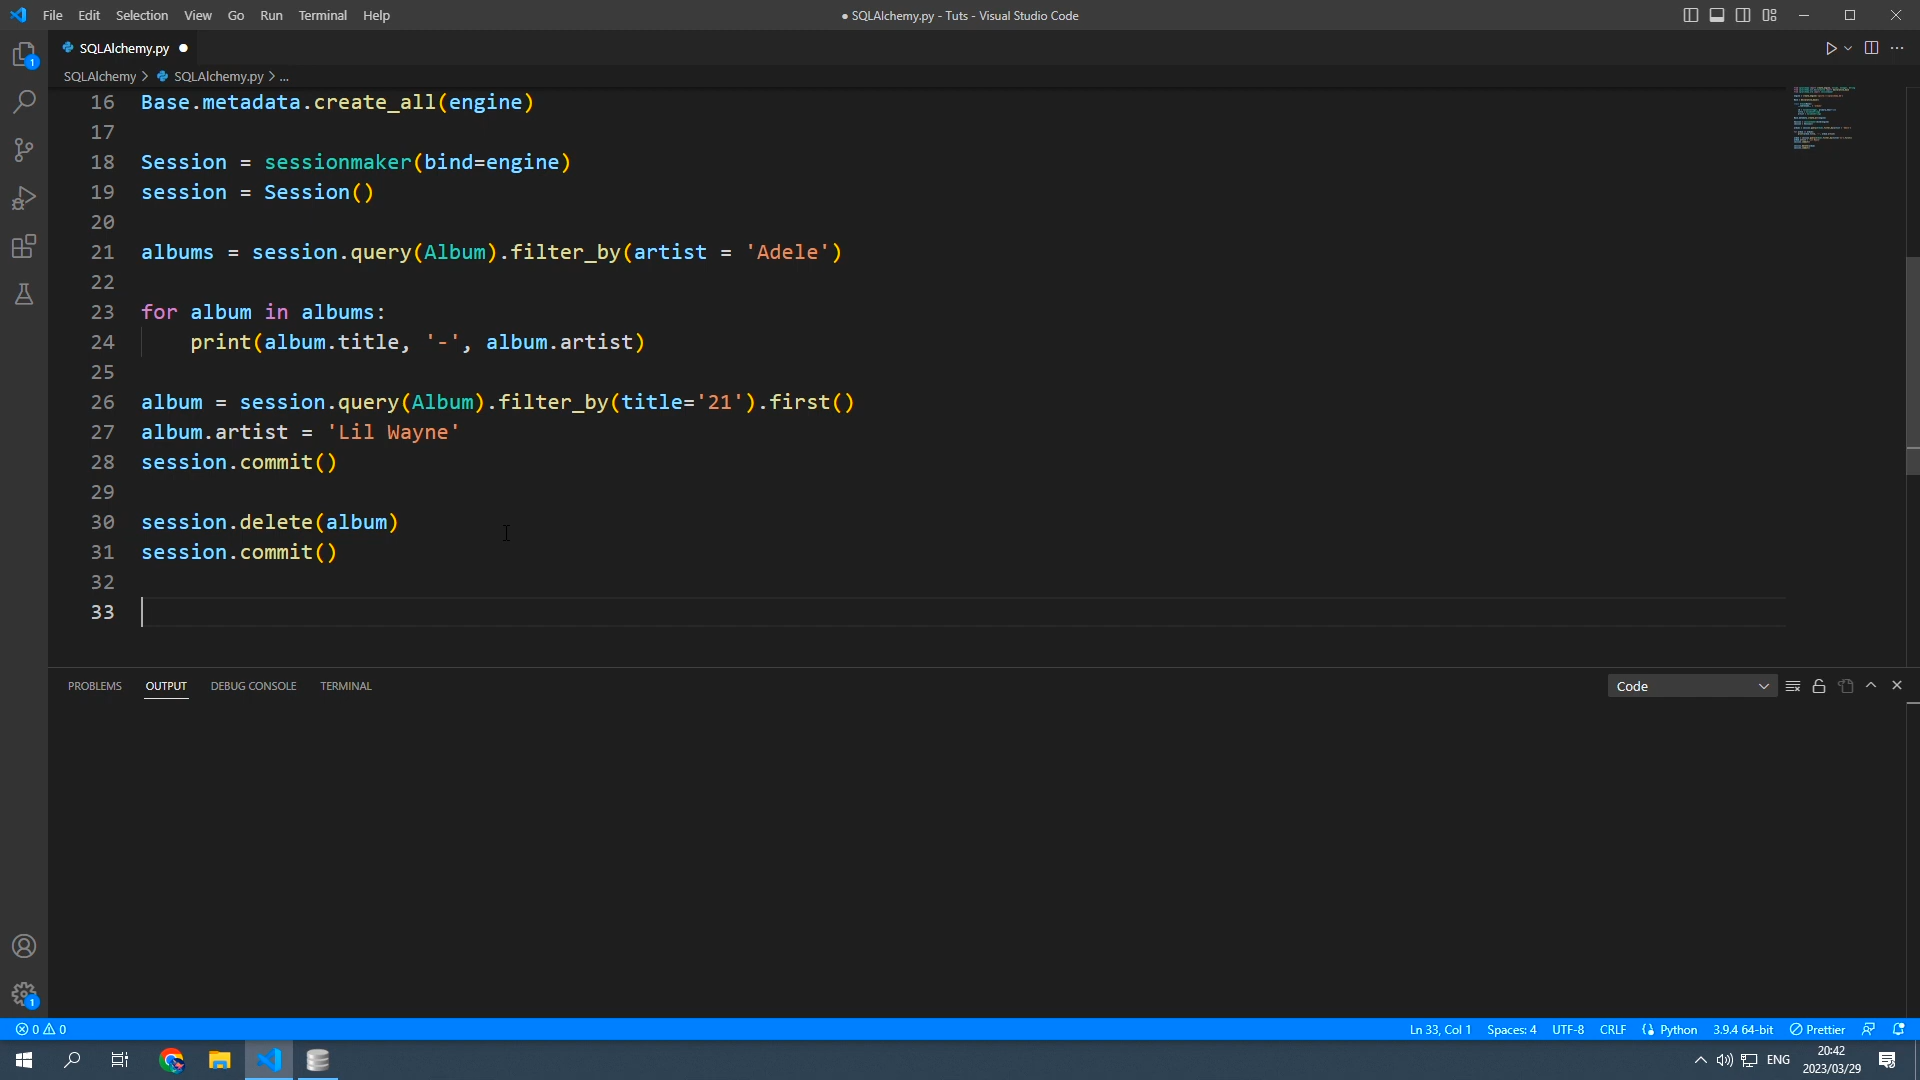 File Edit Selection View Go Run Terminal Help
● SQLAlchemy.py - Tuts - Visual Studio Code
SQLAlchemy.py ●
SQLAlchemy > SQLAlchemy.py > ...
16 Base.metadata.create_all(engine)
17
18 Session = sessionmaker(bind=engine)
19 session = Session()
20
21 albums = session.query(Album).filter_by(artist = 'Adele')
22
23 for album in albums:
24     print(album.title, '-', album.artist)
25
26 album = session.query(Album).filter_by(title='21').first()
27 album.artist = 'Lil Wayne'
28 session.commit()
29
30 session.delete(album)
31 session.commit()
32
33
PROBLEMS OUTPUT DEBUG CONSOLE TERMINAL
Code
1
1
0 0
Ln 33, Col 1 Spaces: 4 UTF-8 CRLF Python 3.9.4 64-bit Prettier
ENG
20:42
2023/03/29